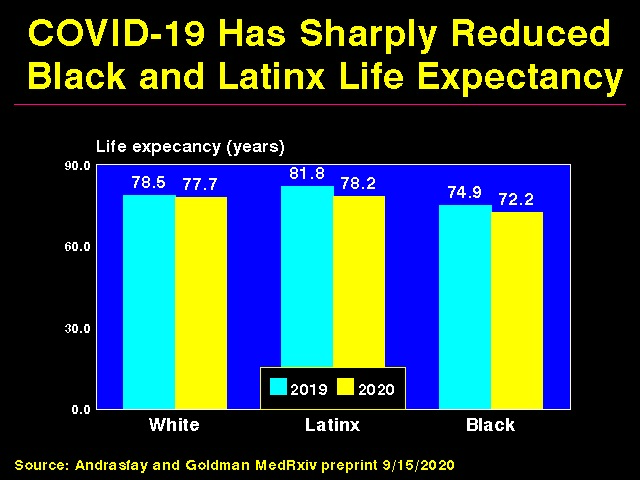 COVID-19 Has Sharply Reduced
Black and Latinx Life Expectancy
Life expecancy (years)
90.0
60.0
30.0
0.0
78.5 77.7
81.8 78.2
74.9 72.2
2019 2020
White Latinx Black
Source: Andrasfay and Goldman MedRxiv preprint 9/15/2020